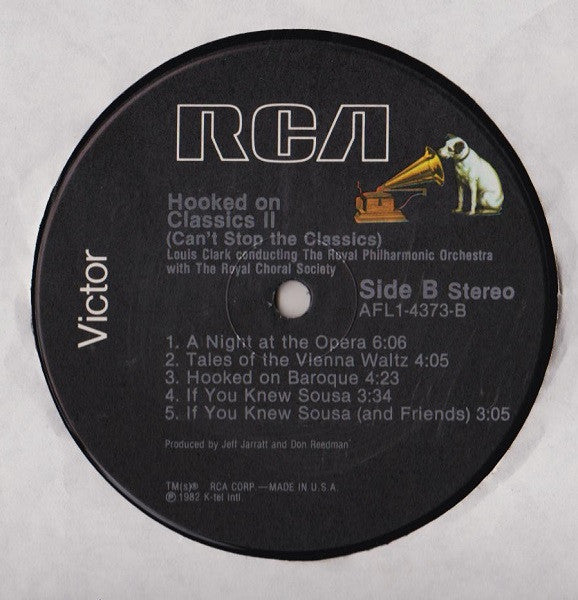 RCA
Hooked on
Classics II
(Can't Stop the Classics)
Louis Clark conducting The Royal Philharmonic Orchestra
with The Royal Choral Society
Victor
Side B Stereo
AFL1-4373-B
1. A Night at the Opera 6:06
2. Tales of the Vienna Waltz 4:05
3. Hooked on Baroque 4:23
4. If You Knew Sousa 3:34
5. If You Knew Sousa (and Friends) 3:05
Produced by Jeff Jarratt and Don Reedman
TM(s)® RCA CORP.—MADE IN U.S.A
℗ 1982 K-tel intl.